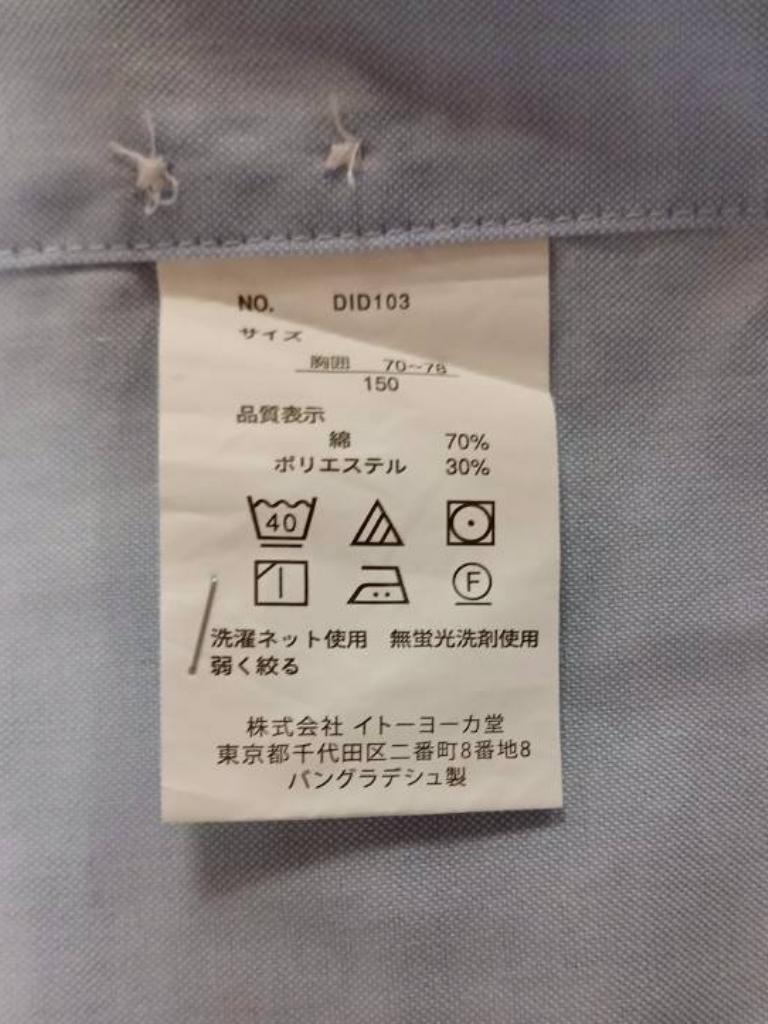 NO. DID103
サイズ
胸囲 70~78
150
品質表示
綿 70%
ポリエステル 30%
40
F
洗濯ネット使用 無蛍光洗剤使用
弱く絞る
株式会社 イトーヨーカ堂
東京都千代田区二番町8番地8
バングラデシュ製